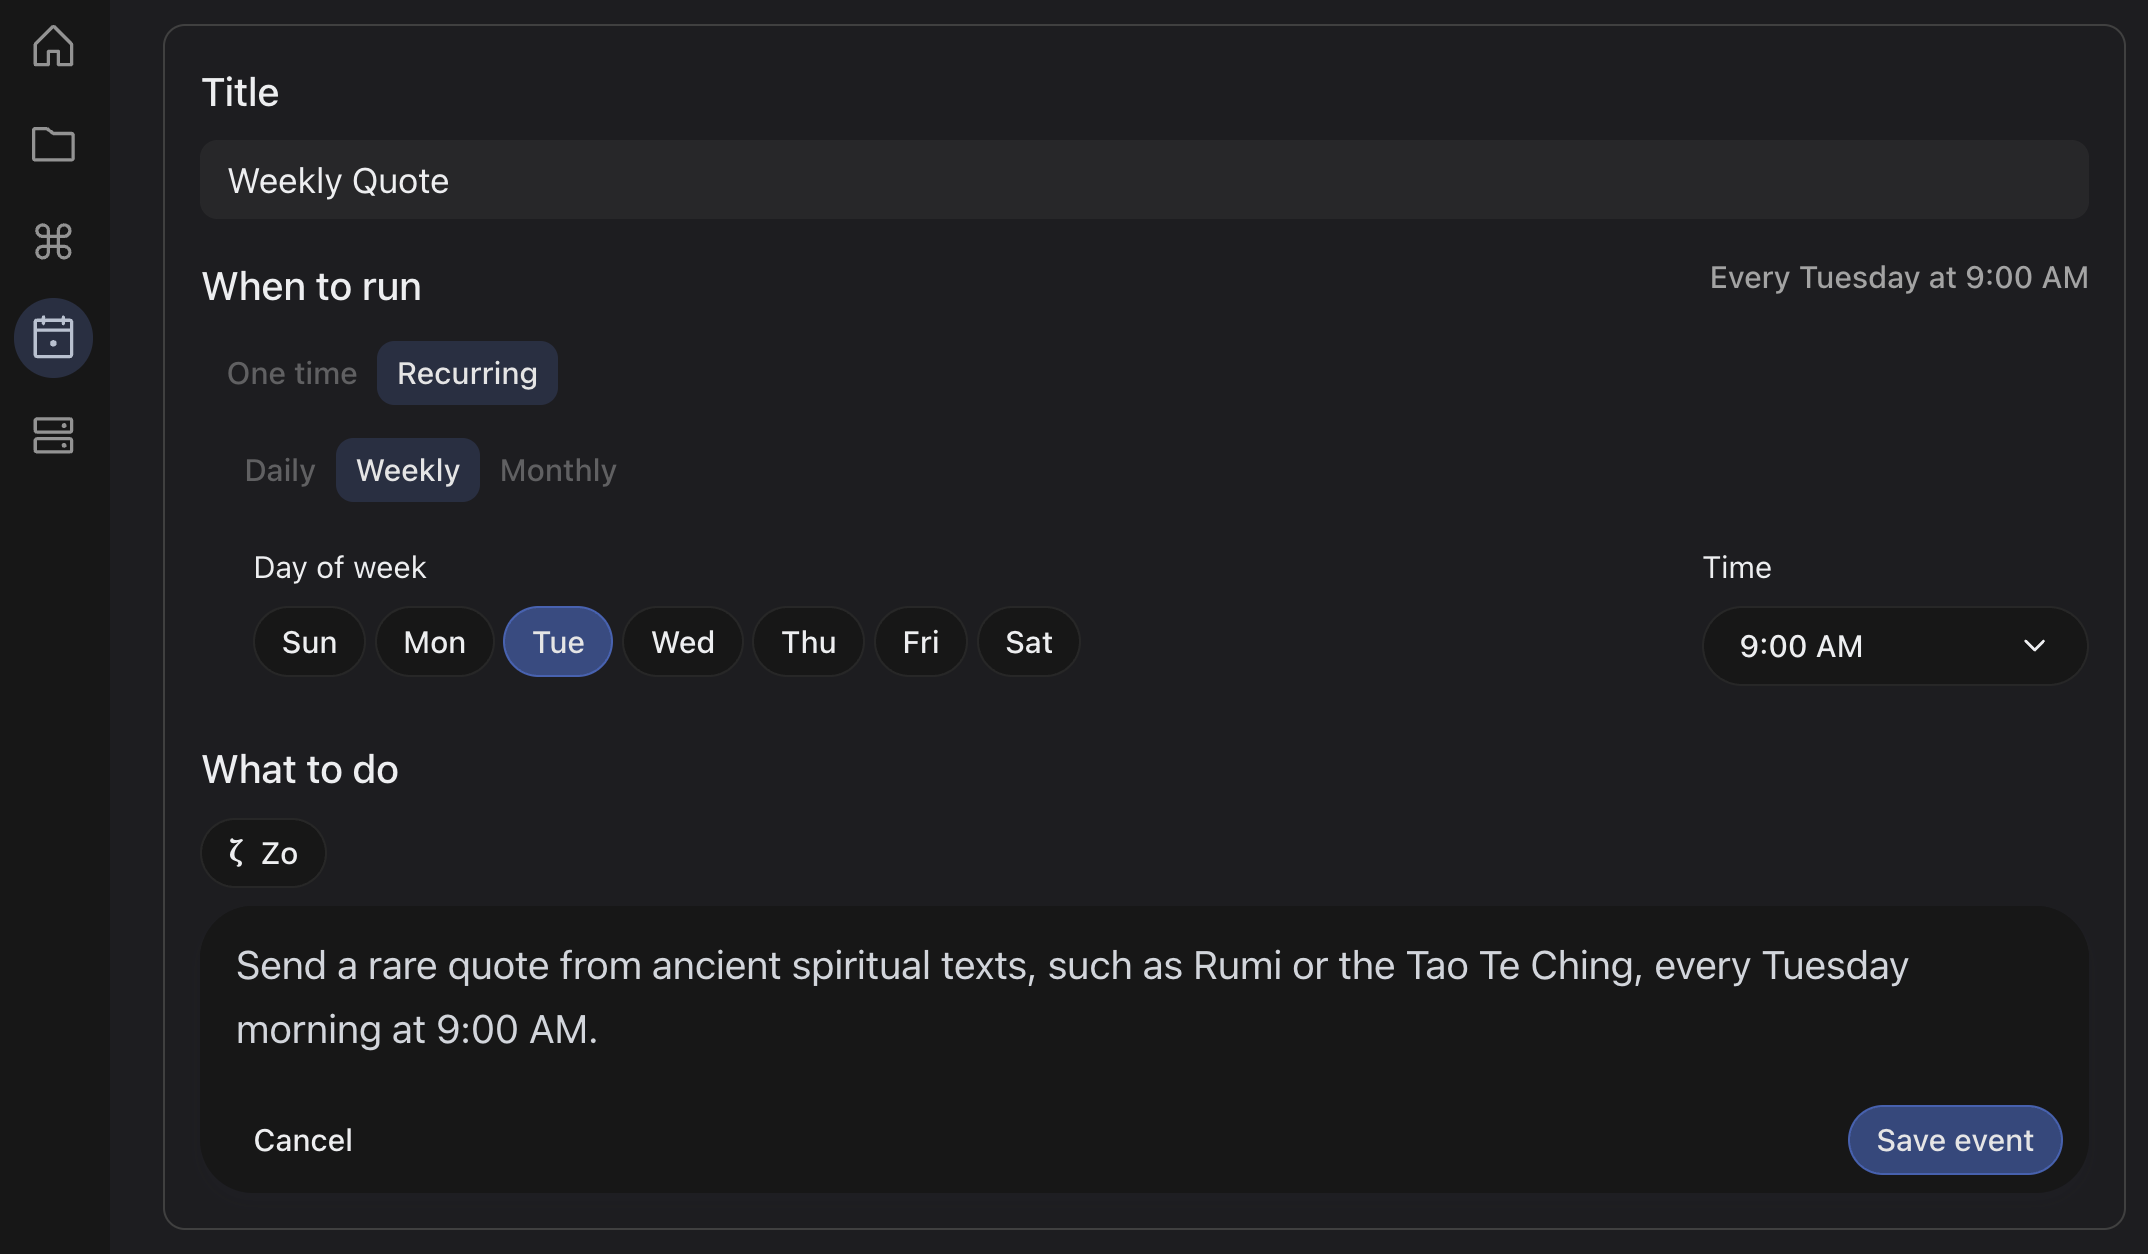 Title
Weekly Quote
When to run
Every Tuesday at 9:00 AM
One time Recurring
Daily Weekly Monthly
Day of week
Time
Sun Mon Tue Wed Thu Fri Sat
9:00 AM
What to do
ζ Zo
Send a rare quote from ancient spiritual texts, such as Rumi or the Tao Te Ching, every Tuesday
morning at 9:00 AM.
Cancel
Save event